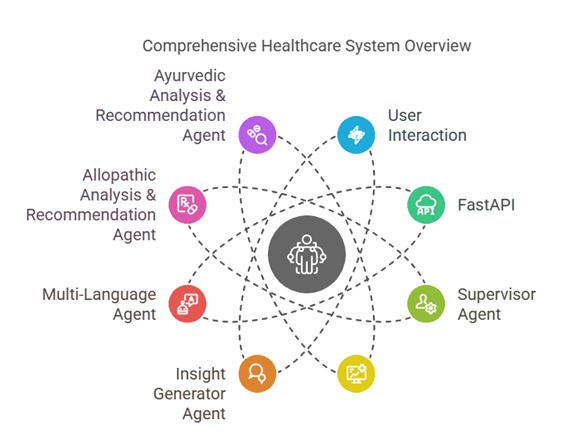 Comprehensive Healthcare System Overview
Ayurvedic
Analysis &
Recommendation
Agent
User
Interaction
Allopathic
Analysis &
Recommendation
Agent
API
FastAPI
Multi-Language
Agent
A
Supervisor
Agent
Insight
Generator
Agent